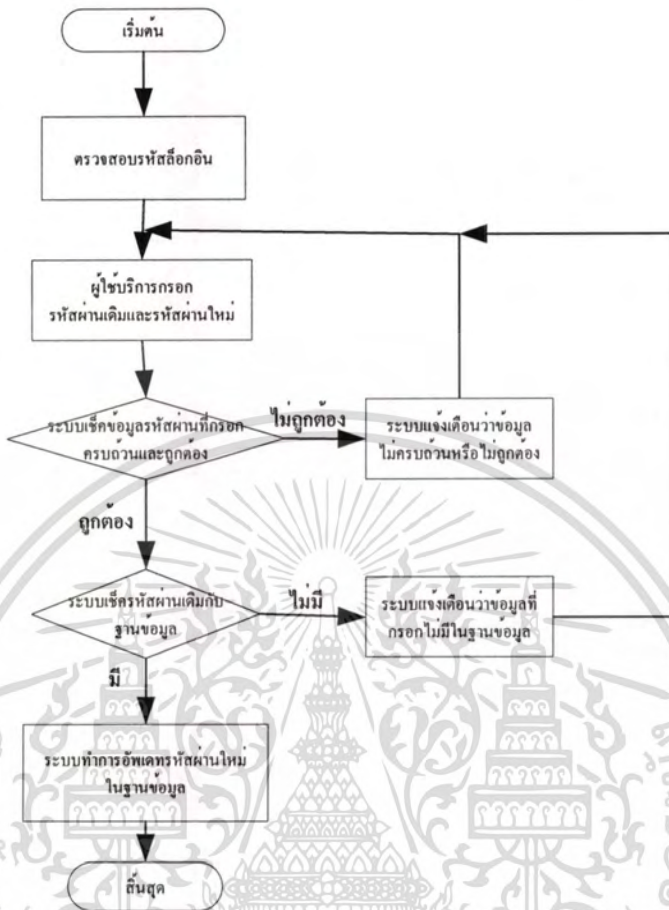 เริ่มต้น
ตรวจสอบรหัสล็อกอิน
ผู้ใช้บริการกรอก
รหัสผ่านเดิมและรหัสผ่านใหม่
ระบบเช็คข้อมูลรหัสผ่านที่กรอก
ครบถ้วนและถูกต้อง
ไม่ถูกต้อง
ระบบแจ้งเตือนว่าข้อมูล
ไม่ครบถ้วนหรือไม่ถูกต้อง
ถูกต้อง
ระบบเช็ครหัสผ่านเดิมกับ
ฐานข้อมูล
ไม่มี
ระบบแจ้งเตือนว่าข้อมูลที่
กรอกไม่มีในฐานข้อมูล
มี
ระบบทำการอัพเดทรหัสผ่านใหม่
ในฐานข้อมูล
สิ้นสุด